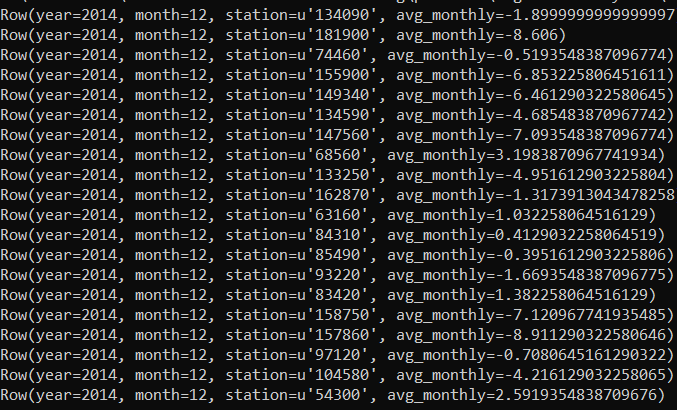 Row(year=2014, month=12, station=u'134090', avg_monthly=-1.8999999999999997
Row(year=2014, month=12, station=u'181900', avg_monthly=-8.606)
Row(year=2014, month=12, station=u'74460', avg_monthly=-0.5193548387096774)
Row(year=2014, month=12, station=u'155900', avg_monthly=-6.853225806451611)
Row(year=2014, month=12, station=u'149340', avg_monthly=-6.461290322580645)
Row(year=2014, month=12, station=u'134590', avg_monthly=-4.685483870967742)
Row(year=2014, month=12, station=u'147560', avg_monthly=-7.093548387096774)
Row(year=2014, month=12, station=u'68560', avg_monthly=3.1983870967741934)
Row(year=2014, month=12, station=u'133250', avg_monthly=-4.951612903225804)
Row(year=2014, month=12, station=u'162870', avg_monthly=-1.3173913043478258
Row(year=2014, month=12, station=u'63160', avg_monthly=1.032258064516129)
Row(year=2014, month=12, station=u'84310', avg_monthly=0.4129032258064519)
Row(year=2014, month=12, station=u'85490', avg_monthly=-0.3951612903225806)
Row(year=2014, month=12, station=u'93220', avg_monthly=-1.6693548387096775)
Row(year=2014, month=12, station=u'83420', avg_monthly=1.382258064516129)
Row(year=2014, month=12, station=u'158750', avg_monthly=-7.120967741935485)
Row(year=2014, month=12, station=u'157860', avg_monthly=-8.911290322580646)
Row(year=2014, month=12, station=u'97120', avg_monthly=-0.7080645161290322)
Row(year=2014, month=12, station=u'104580', avg_monthly=-4.216129032258065)
Row(year=2014, month=12, station=u'54300', avg_monthly=2.5919354838709676)